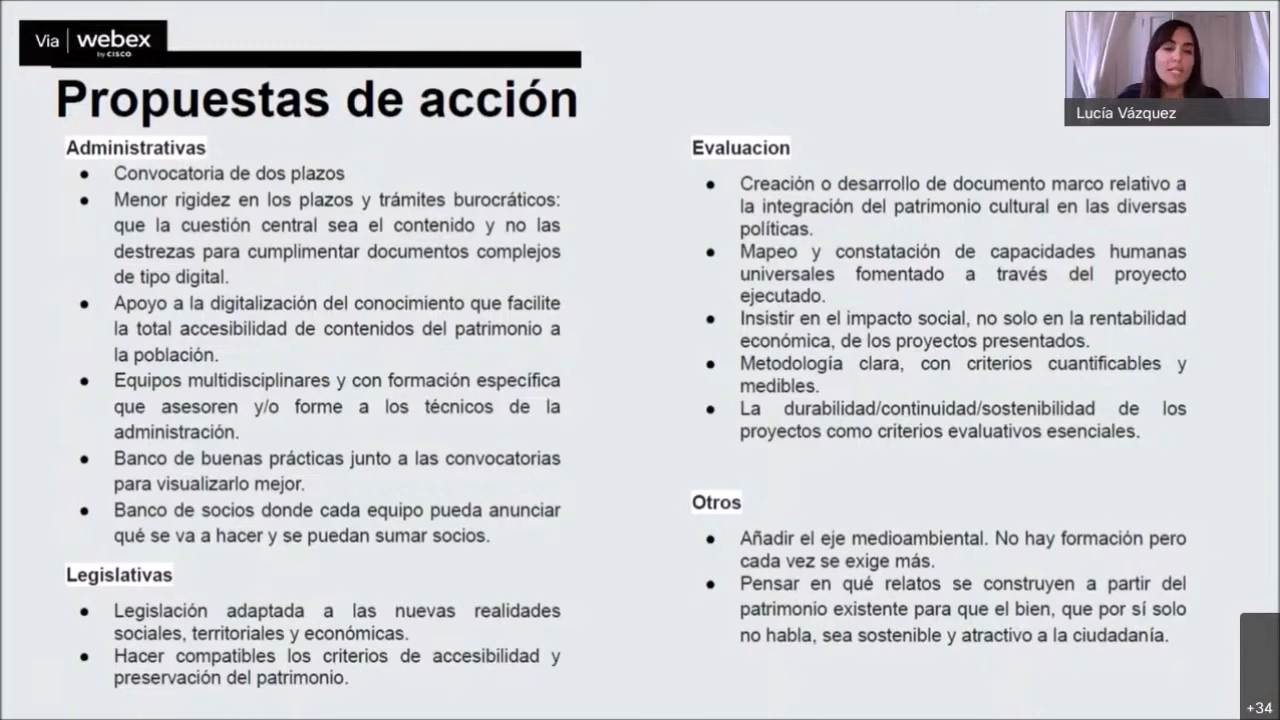 Via webex
by CISCO
Propuestas de acción
Administrativas
● Convocatoria de dos plazos
● Menor rigidez en los plazos y trámites burocráticos:
que la cuestión central sea el contenido y no las
destrezas para cumplimentar documentos complejos
de tipo digital.
● Apoyo a la digitalización del conocimiento que facilite
la total accesibilidad de contenidos del patrimonio a
la población.
● Equipos multidisciplinares y con formación específica
que asesoren y/o forme a los técnicos de la
administración.
● Banco de buenas prácticas junto a las convocatorias
para visualizarlo mejor.
● Banco de socios donde cada equipo pueda anunciar
qué se va a hacer y se puedan sumar socios.
Legislativas
● Legislación adaptada a las nuevas realidades
sociales, territoriales y económicas.
● Hacer compatibles los criterios de accesibilidad y
preservación del patrimonio.
Evaluacion
● Creación o desarrollo de documento marco relativo a
la integración del patrimonio cultural en las diversas
políticas.
● Mapeo y constatación de capacidades humanas
universales fomentado a través del proyecto
ejecutado.
● Insistir en el impacto social, no solo en la rentabilidad
económica, de los proyectos presentados.
● Metodología clara, con criterios cuantificables y
medibles.
● La durabilidad/continuidad/sostenibilidad de los
proyectos como criterios evaluativos esenciales.
Otros
● Añadir el eje medioambiental. No hay formación pero
cada vez se exige más.
● Pensar en qué relatos se construyen a partir del
patrimonio existente para que el bien, que por sí solo
no habla, sea sostenible y atractivo a la ciudadanía.
Lucía Vázquez
+34